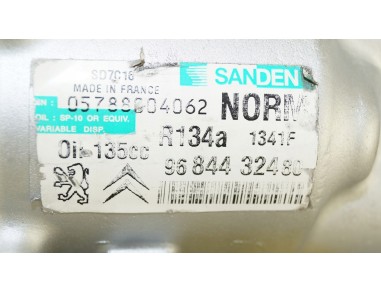 SD7C16 SANDEN
MADE IN FRANCE
S/N: 05788004062 NORM
OIL : SP-10 OR EQUIV.
VARIABLE DISP.
Oil-135cc R134a 1341F
96 844 32480